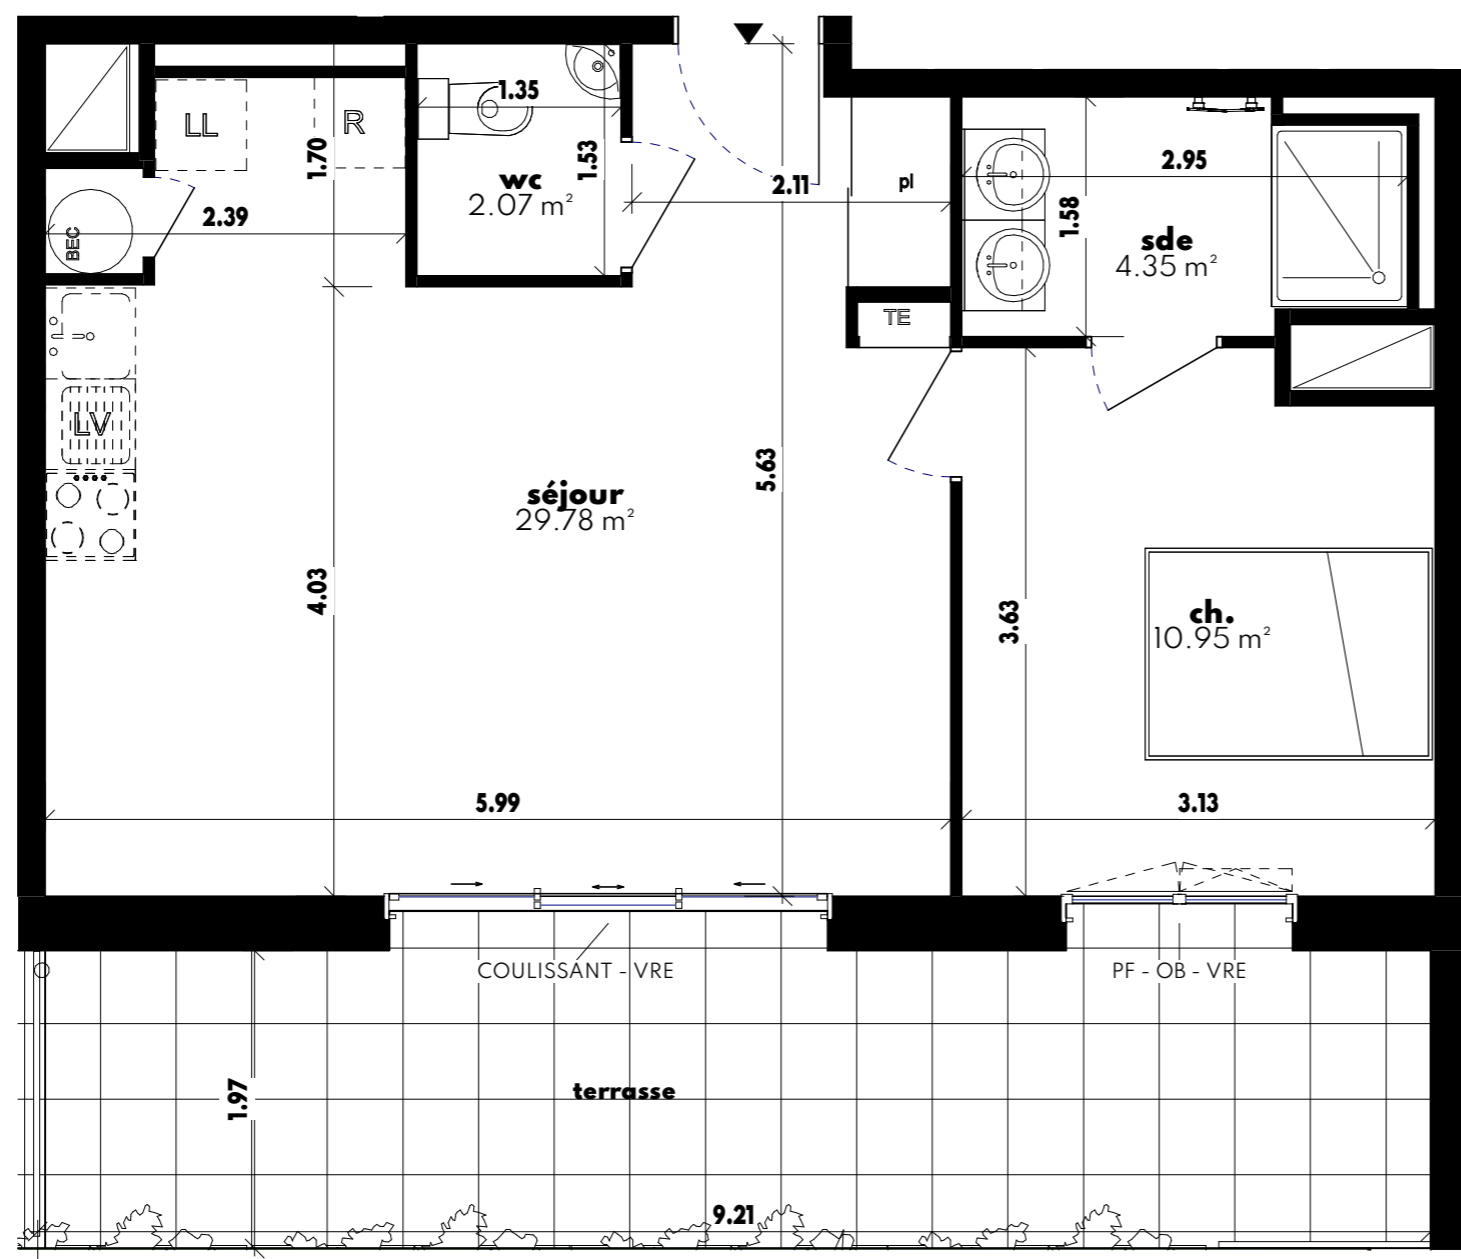 LL
R
1.35
1.70
1.53
wc
2.07 m²
2.11
pl
2.95
1.58
sde
4.35 m²
2.39
BEC
TE
LV
séjour
29.78 m²
5.63
4.03
3.63
ch.
10.95 m²
5.99
3.13
COULISSANT - VRE
PF - OB - VRE
1.97
terrasse
9.21